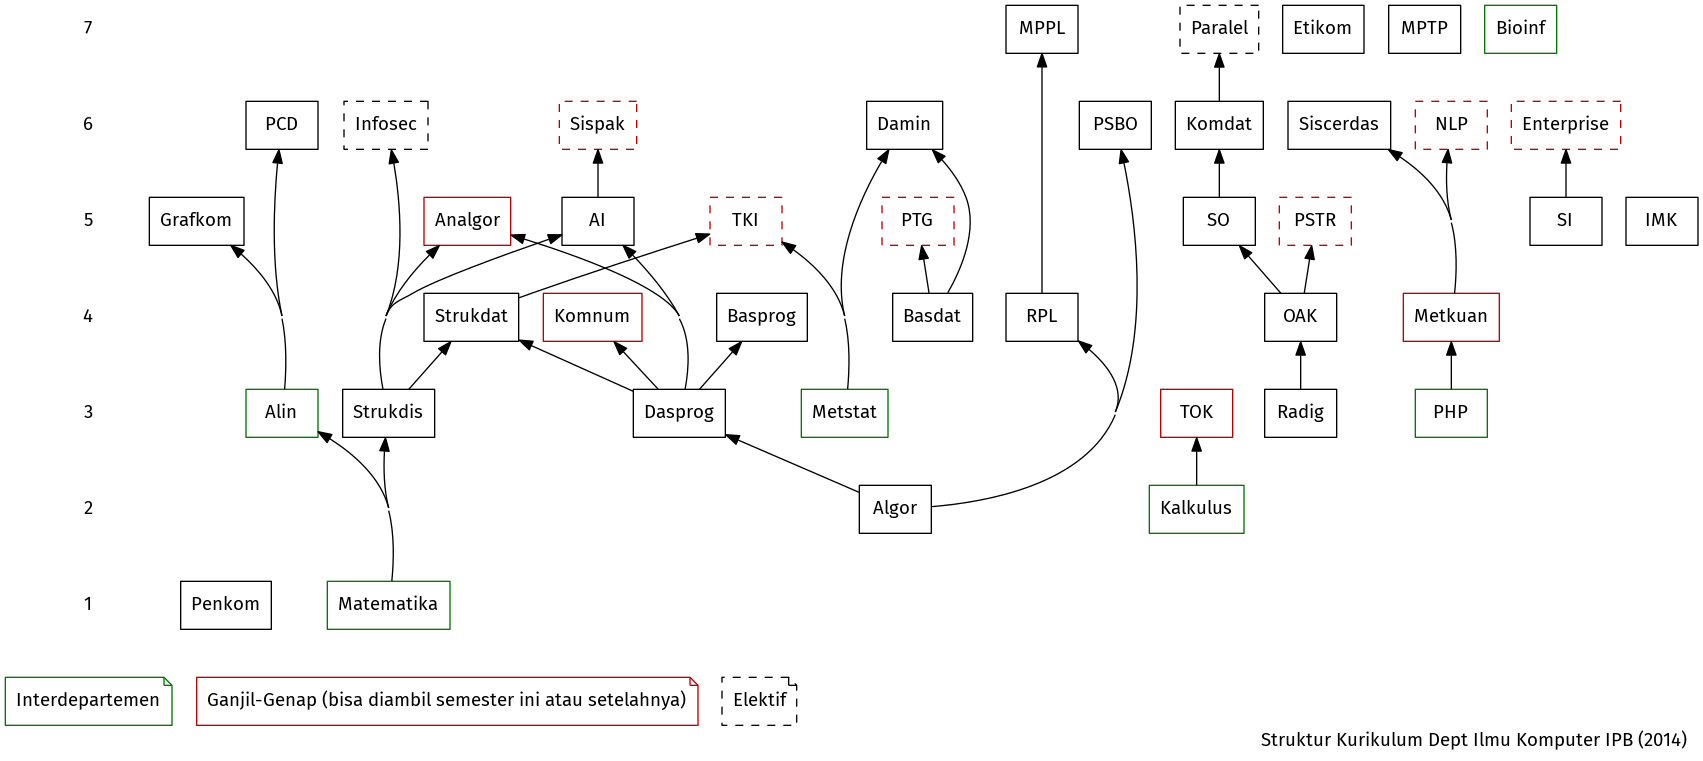 7 MPPL Paralel Etikom MPTP Bioinf
6 PCD Infosec Sispak Damin PSBO Komdat Siscerdas NLP Enterprise
5 Grafkom Analgor AI TKI PTG SO PSTR SI IMK
4 Strukdat Komnum Basprog Basdat RPL OAK Metkuan
3 Alin Strukdis Dasprog Metstat TOK Radig PHP
2 Algor Kalkulus
1 Penkom Matematika
Interdepartemen Ganjil-Genap (bisa diambil semester ini atau setelahnya) Elektif
Struktur Kurikulum Dept Ilmu Komputer IPB (2014)